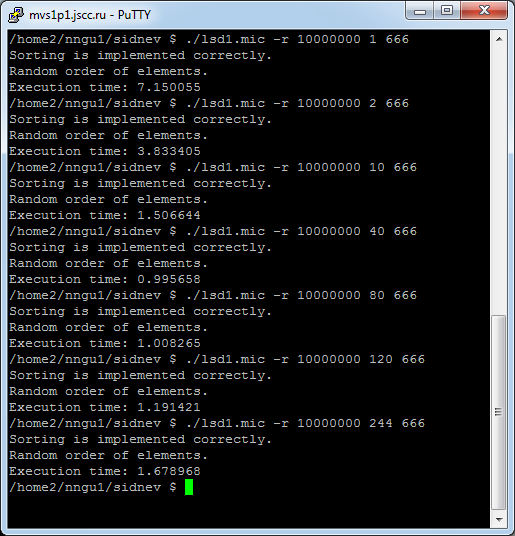 mvs1p1.jscc.ru - PuTTY
/home2/nngu1/sidnev $ ./lsd1.mic -r 10000000 1 666
Sorting is implemented correctly.
Random order of elements.
Execution time: 7.150055
/home2/nngu1/sidnev $ ./lsd1.mic -r 10000000 2 666
Sorting is implemented correctly.
Random order of elements.
Execution time: 3.833405
/home2/nngu1/sidnev $ ./lsd1.mic -r 10000000 10 666
Sorting is implemented correctly.
Random order of elements.
Execution time: 1.506644
/home2/nngu1/sidnev $ ./lsd1.mic -r 10000000 40 666
Sorting is implemented correctly.
Random order of elements.
Execution time: 0.995658
/home2/nngu1/sidnev $ ./lsd1.mic -r 10000000 80 666
Sorting is implemented correctly.
Random order of elements.
Execution time: 1.008265
/home2/nngu1/sidnev $ ./lsd1.mic -r 10000000 120 666
Sorting is implemented correctly.
Random order of elements.
Execution time: 1.191421
/home2/nngu1/sidnev $ ./lsd1.mic -r 10000000 244 666
Sorting is implemented correctly.
Random order of elements.
Execution time: 1.678968
/home2/nngu1/sidnev $